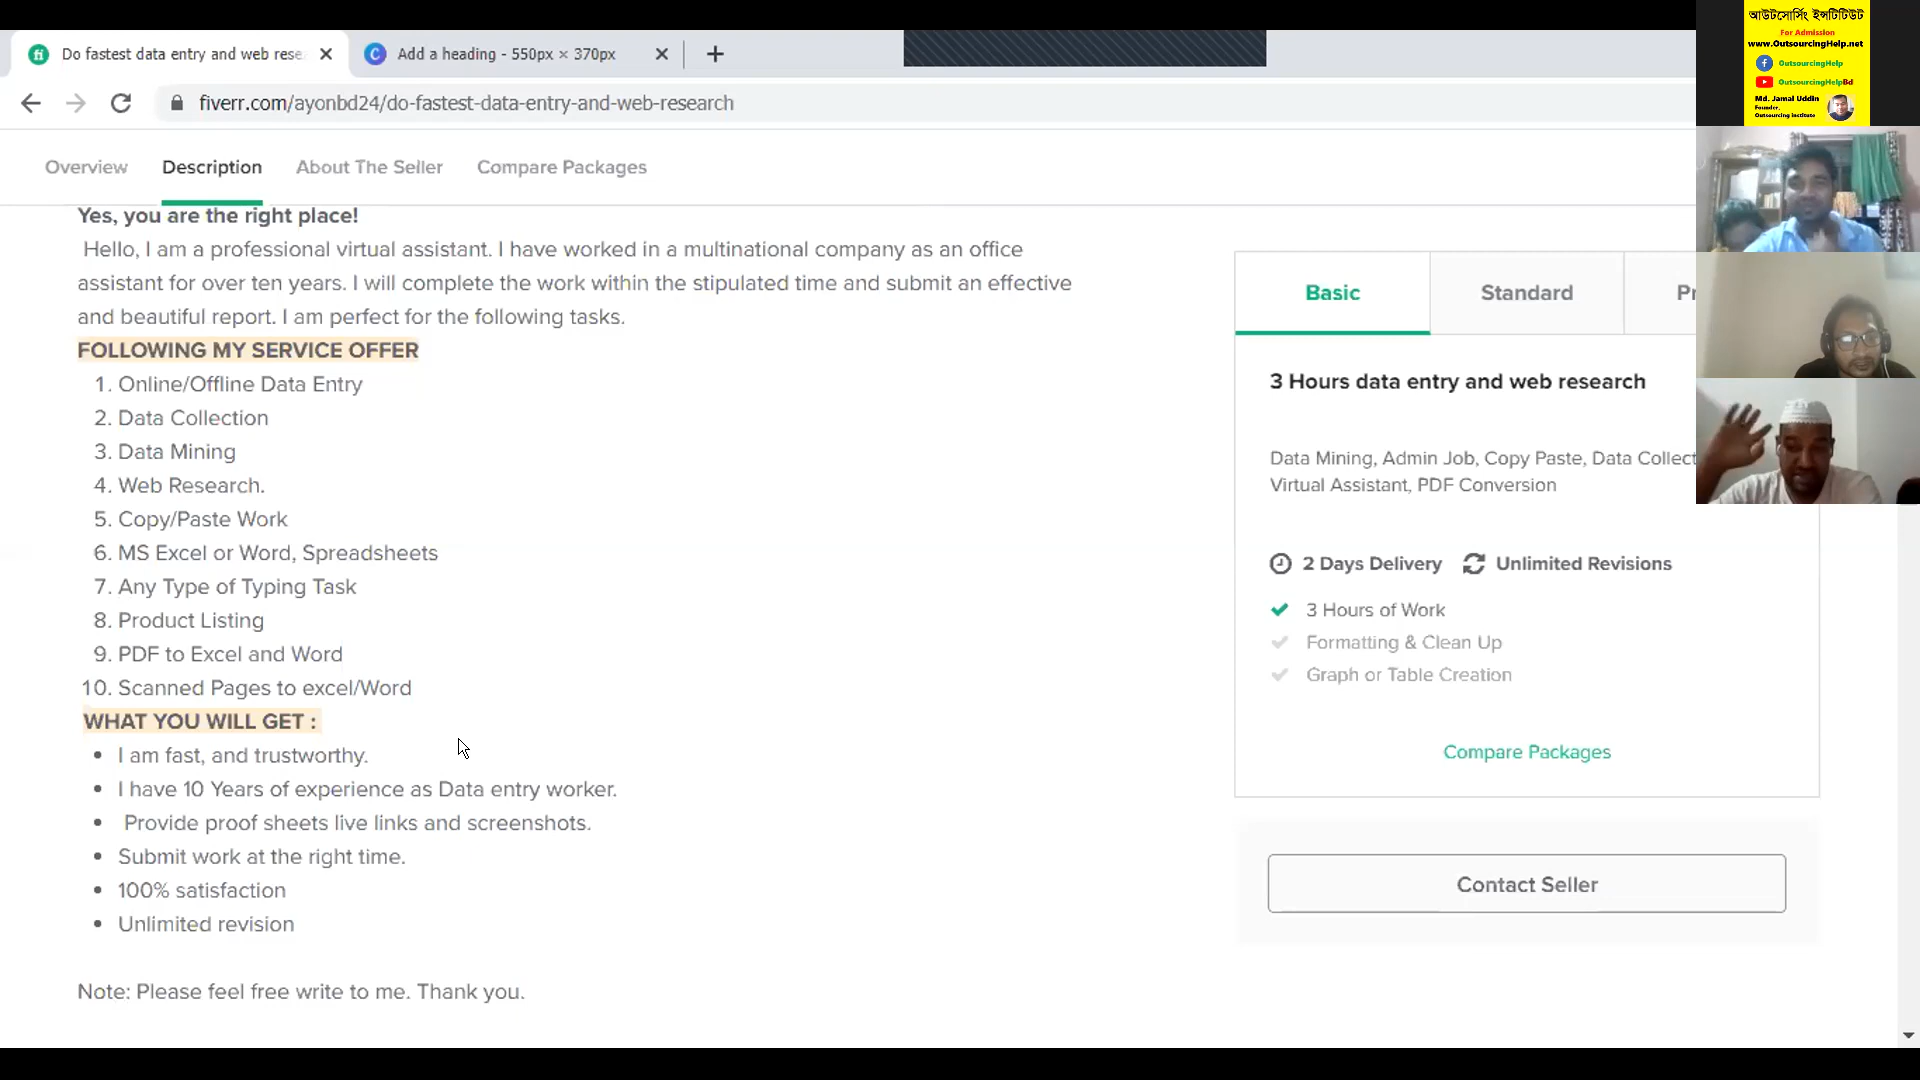 Do fastest data entry and web rese
Add a heading - 550px × 370px
fiverr.com/ayonbd24/do-fastest-data-entry-and-web-research
Overview
Description
About The Seller
Compare Packages
Yes, you are the right place!
Hello, I am a professional virtual assistant. I have worked in a multinational company as an office
assistant for over ten years. I will complete the work within the stipulated time and submit an effective
and beautiful report. I am perfect for the following tasks.
FOLLOWING MY SERVICE OFFER
1. Online/Offline Data Entry
2. Data Collection
3. Data Mining
4. Web Research.
5. Copy/Paste Work
6. MS Excel or Word, Spreadsheets
7. Any Type of Typing Task
8. Product Listing
9. PDF to Excel and Word
10. Scanned Pages to excel/Word
WHAT YOU WILL GET :
• I am fast, and trustworthy.
• I have 10 Years of experience as Data entry worker.
• Provide proof sheets live links and screenshots.
• Submit work at the right time.
• 100% satisfaction
• Unlimited revision
Note: Please feel free write to me. Thank you.
Basic
Standard
Pr
3 Hours data entry and web research
Data Mining, Admin Job, Copy Paste, Data Collect
Virtual Assistant, PDF Conversion
2 Days Delivery
Unlimited Revisions
3 Hours of Work
Formatting & Clean Up
Graph or Table Creation
Compare Packages
Contact Seller
আউটসোর্সিং ইন্সটিটিউট
For Admission
www.OutsourcingHelp.net
OutsourcingHelp
OutsourcingHelpBd
Md. Jamal Uddin
Founder,
Outsourcing Institute